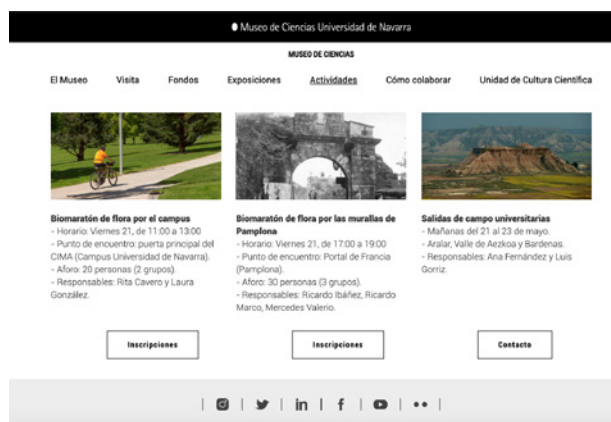 Museo de Ciencias Universidad de Navarra
MUSEO DE CIENCIAS
El Museo Visita Fondos Exposiciones Actividades Cómo colaborar Unidad de Cultura Científica
Biomaratón de flora por el campus
- Horario: Viernes 21, de 11:00 a 13:00
- Punto de encuentro: puerta principal del
CIMA (Campus Universidad de Navarra).
- Aforo: 20 personas (2 grupos).
- Responsables: Rita Cavero y Laura
González.
Inscripciones
Biomaratón de flora por las murallas de
Pamplona
- Horario: Viernes 21, de 17:00 a 19:00
- Punto de encuentro: Portal de Francia
(Pamplona).
- Aforo: 30 personas (3 grupos).
- Responsables: Ricardo Ibáñez, Ricardo
Marco, Mercedes Valerio.
Inscripciones
Salidas de campo universitarias
- Mañanas del 21 al 23 de mayo.
- Aralar, Valle de Aezkoa y Bardenas.
- Responsables: Ana Fernández y Luis
Gorriz.
Contacto